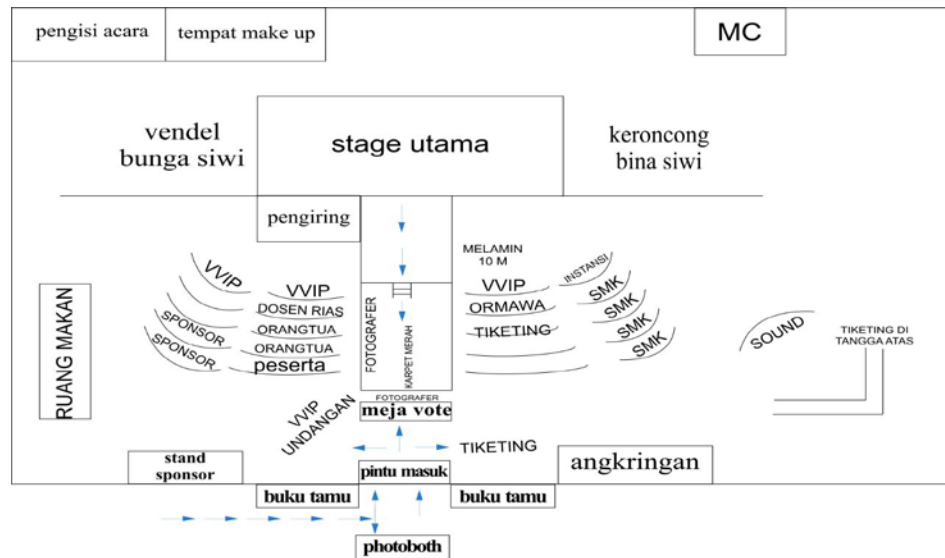 pengisi acara
tempat make up
MC
vendel
bunga siwi
stage utama
keroncong
bina siwi
pengiring
MELAMIN
10 M
VVIP
VVIP
VVIP
INSTANSI
DOSEN RIAS
ORMAWA
SMK
SPONSOR
ORANGTUA
TIKETING
SMK
SPONSOR
ORANGTUA
SMK
peserta
SMK
RUANG MAKAN
FOTOGRAFER
KARPET MERAH
SOUND
TIKETING DI
TANGGA ATAS
FOTOGRAFER
meja vote
VVIP
UNDANGAN
TIKETING
stand
sponsor
pintu masuk
angkringan
buku tamu
buku tamu
photoboth